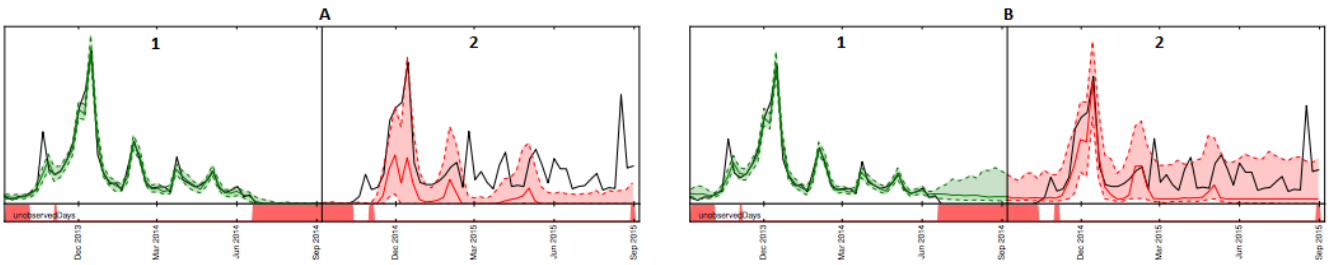 A
B
1
2
1
2
unobservedDays
unobservedDays
Dec 2013
Mar 2014
Jun 2014
Sep 2014
Dec 2014
Mar 2015
Jun 2015
Sep 2015
Dec 2013
Mar 2014
Jun 2014
Sep 2014
Dec 2014
Mar 2015
Jun 2015
Sep 2015